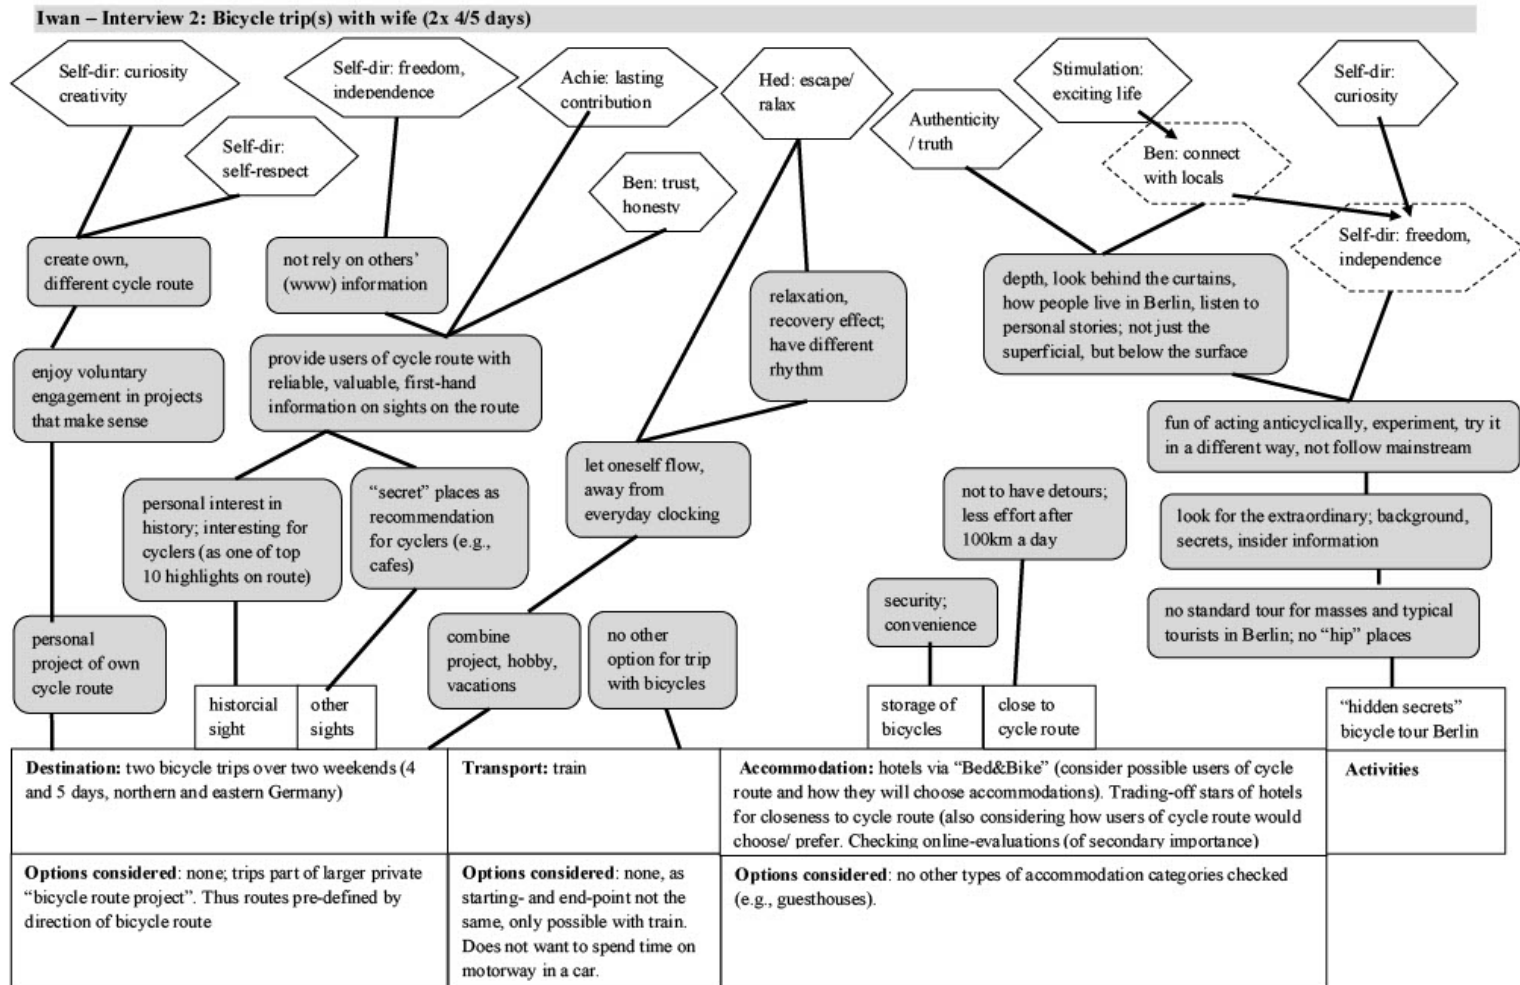 Iwan – Interview 2: Bicycle trip(s) with wife (2x 4/5 days)
Self-dir: curiosity
creativity
Self-dir: freedom,
independence
Achie: lasting
contribution
Hed: escape/
ralax
Stimulation:
exciting life
Self-dir:
curiosity
Self-dir:
self-respect
Authenticity
/ truth
Ben: trust,
honesty
Ben: connect
with locals
Self-dir: freedom,
independence
create own,
different cycle route
not rely on others’
(www) information
relaxation,
recovery effect;
have different
rhythm
depth, look behind the curtains,
how people live in Berlin, listen to
personal stories; not just the
superficial, but below the surface
enjoy voluntary
engagement in projects
that make sense
provide users of cycle route with
reliable, valuable, first-hand
information on sights on the route
fun of acting anticyclically, experiment, try it
in a different way, not follow mainstream
personal interest in
history; interesting for
cyclers (as one of top
10 highlights on route)
“secret” places as
recommendation
for cyclers (e.g.,
cafes)
let oneself flow,
away from
everyday clocking
not to have detours;
less effort after
100km a day
look for the extraordinary; background,
secrets, insider information
personal
project of own
cycle route
combine
project, hobby,
vacations
no other
option for trip
with bicycles
security;
convenience
no standard tour for masses and typical
tourists in Berlin; no “hip” places
historcial
sight
other
sights
storage of
bicycles
close to
cycle route
“hidden secrets”
bicycle tour Berlin
Destination: two bicycle trips over two weekends (4
and 5 days, northern and eastern Germany)
Transport: train
Accommodation: hotels via “Bed&Bike” (consider possible users of cycle
route and how they will choose accommodations). Trading-off stars of hotels
for closeness to cycle route (also considering how users of cycle route would
choose/ prefer. Checking online-evaluations (of secondary importance)
Activities
Options considered: none; trips part of larger private
“bicycle route project”. Thus routes pre-defined by
direction of bicycle route
Options considered: none, as
starting- and end-point not the
same, only possible with train.
Does not want to spend time on
motorway in a car.
Options considered: no other types of accommodation categories checked
(e.g., guesthouses).